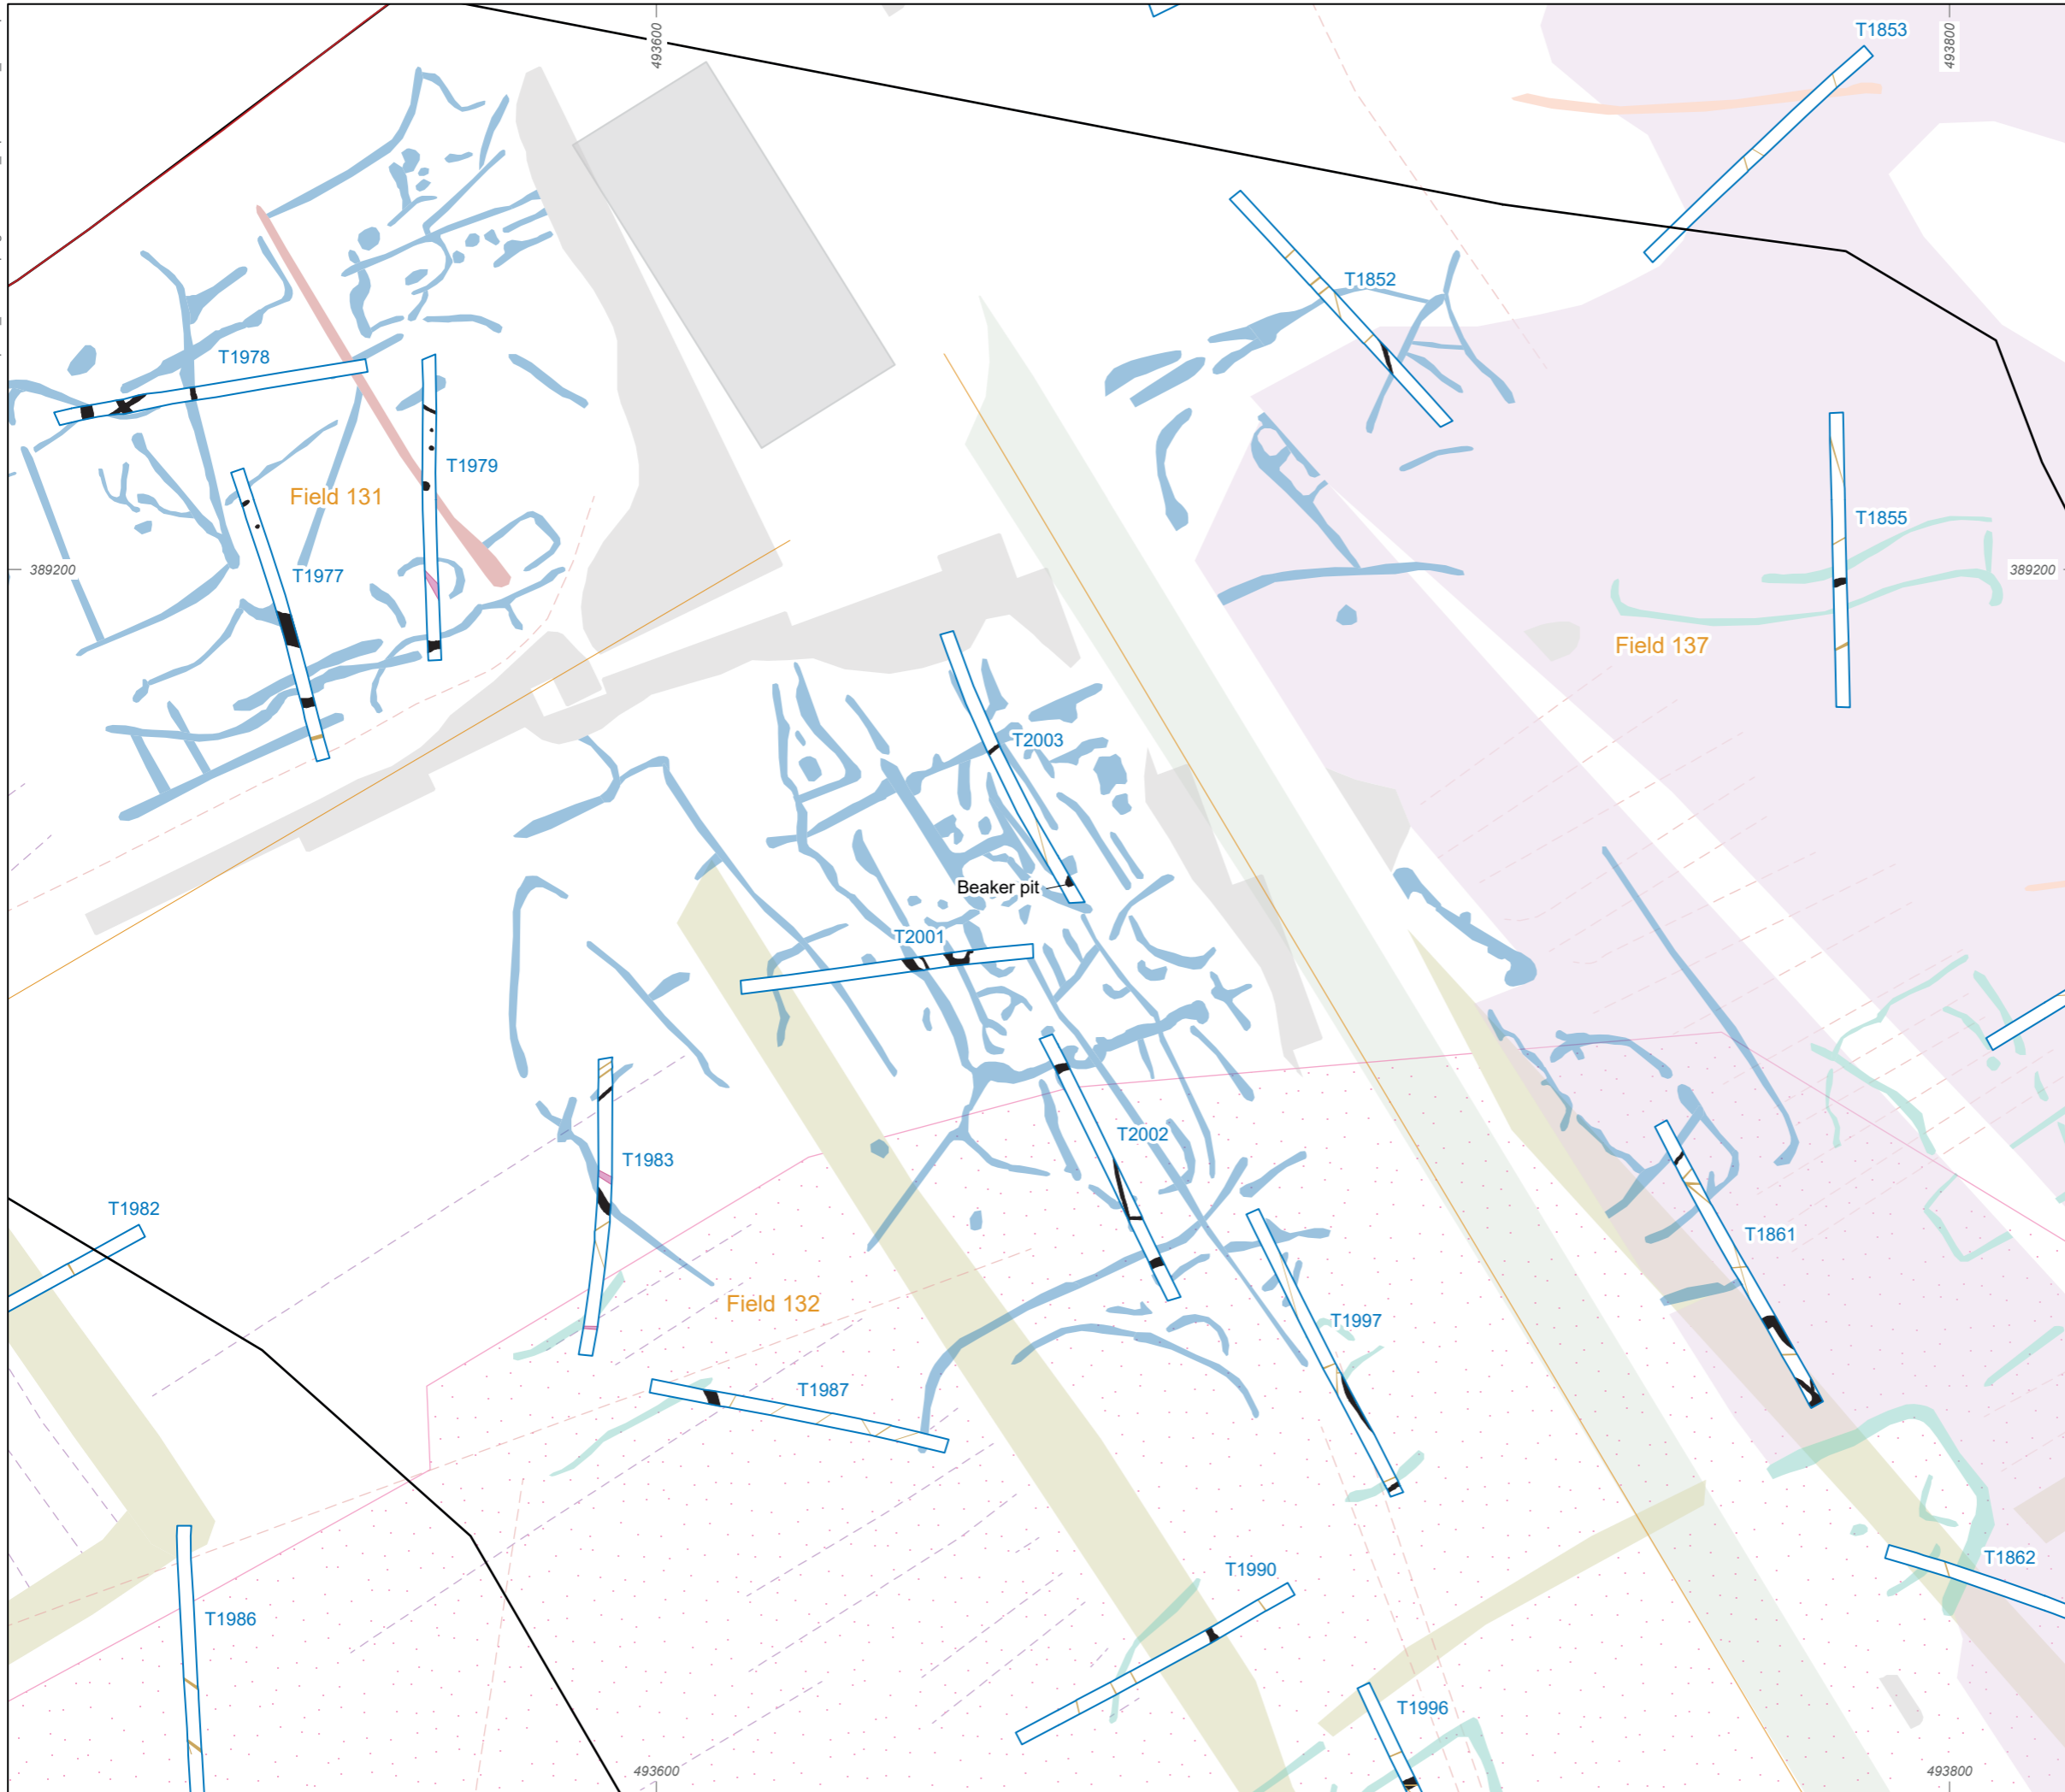 493600
493800
T1853
T1852
T1978
T1979
Field 131
T1855
T1977
389200
389200
Field 137
T2003
Beaker pit
T2001
T2002
T1983
T1982
T1861
Field 132
T1997
T1987
T1862
T1990
T1986
T1996
493600
493800